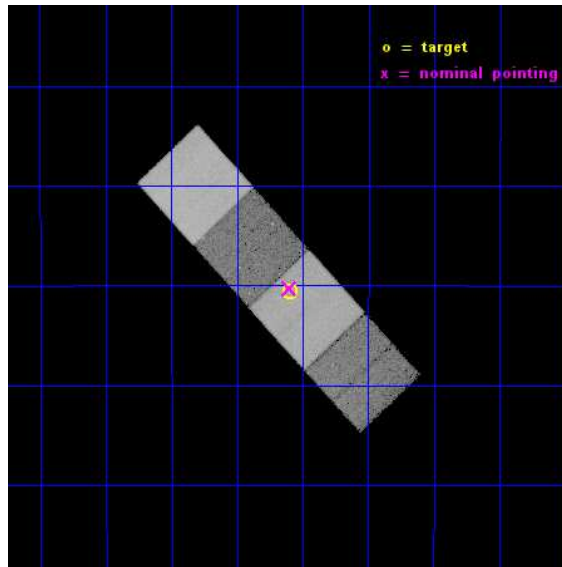 o = target
x = nominal pointing